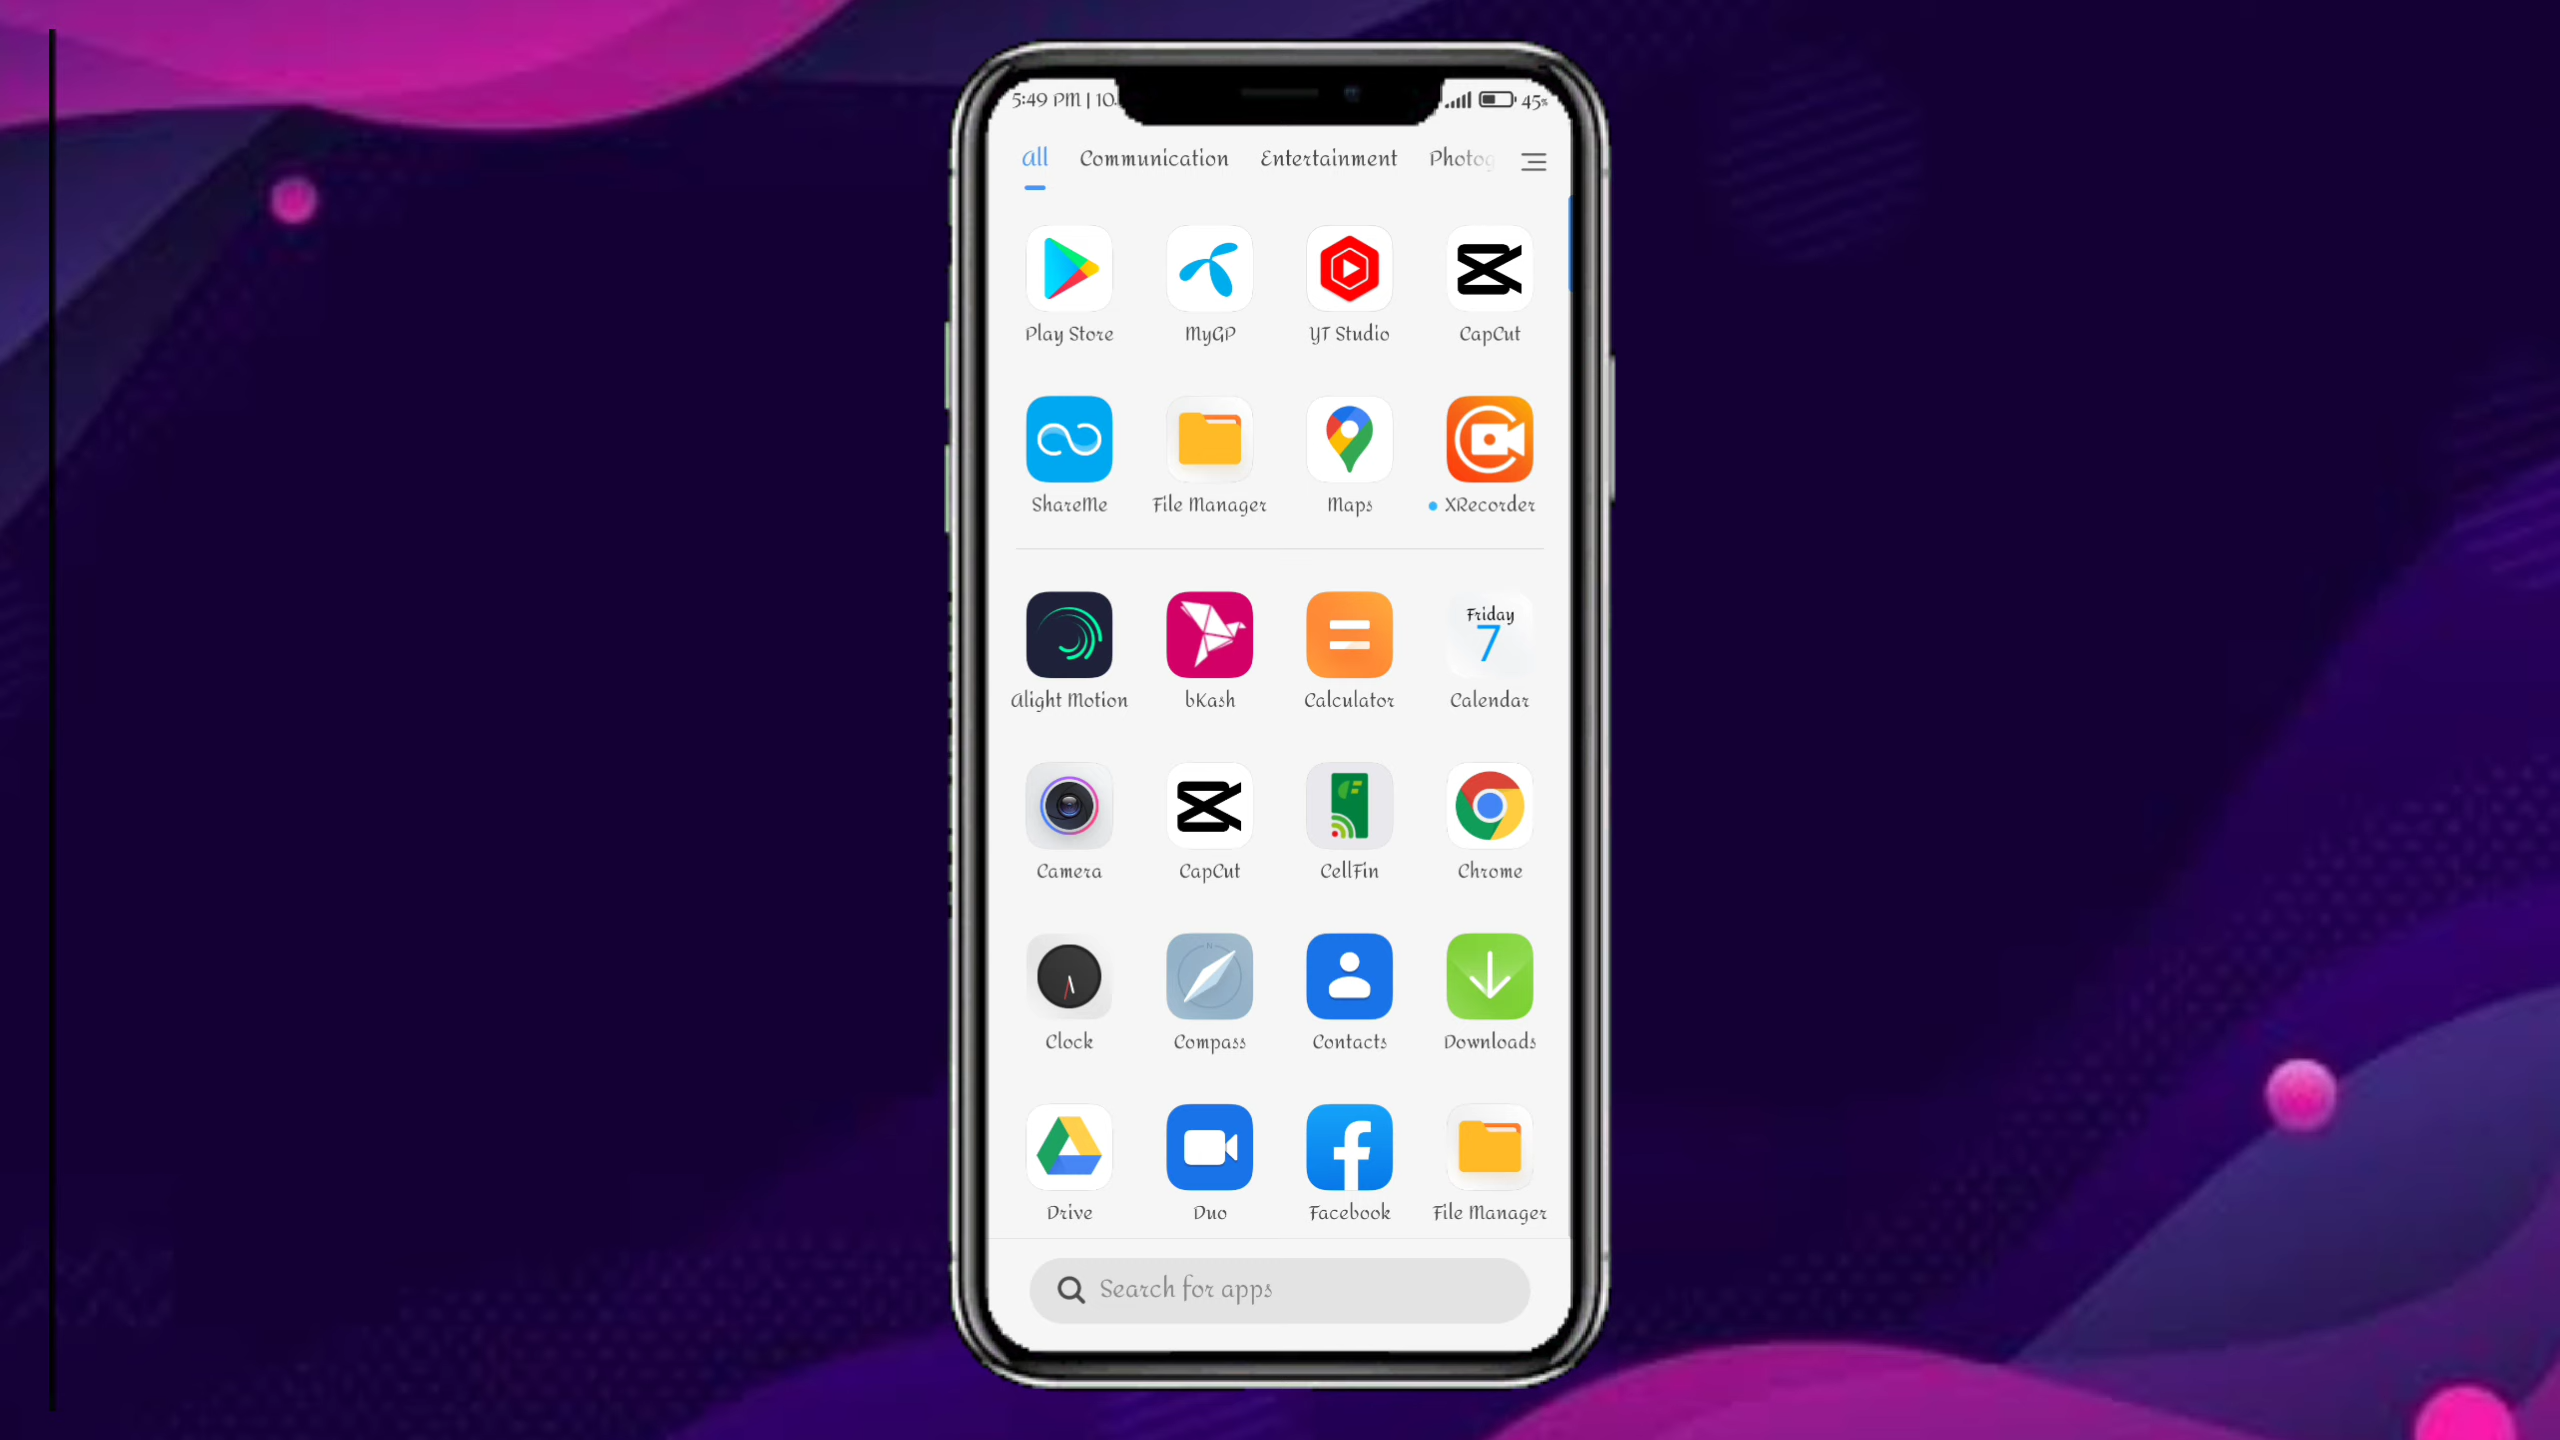 5:49 PM | 10
45%
All Communication Entertainment Photog
Play Store MyGP YT Studio CapCut
ShareMe File Manager Maps XRecorder
Friday
7
Alight Motion bKash Calculator Calendar
Camera CapCut CellFin Chrome
N
Clock Compass Contacts Downloads
Drive Duo Facebook File Manager
Search for apps